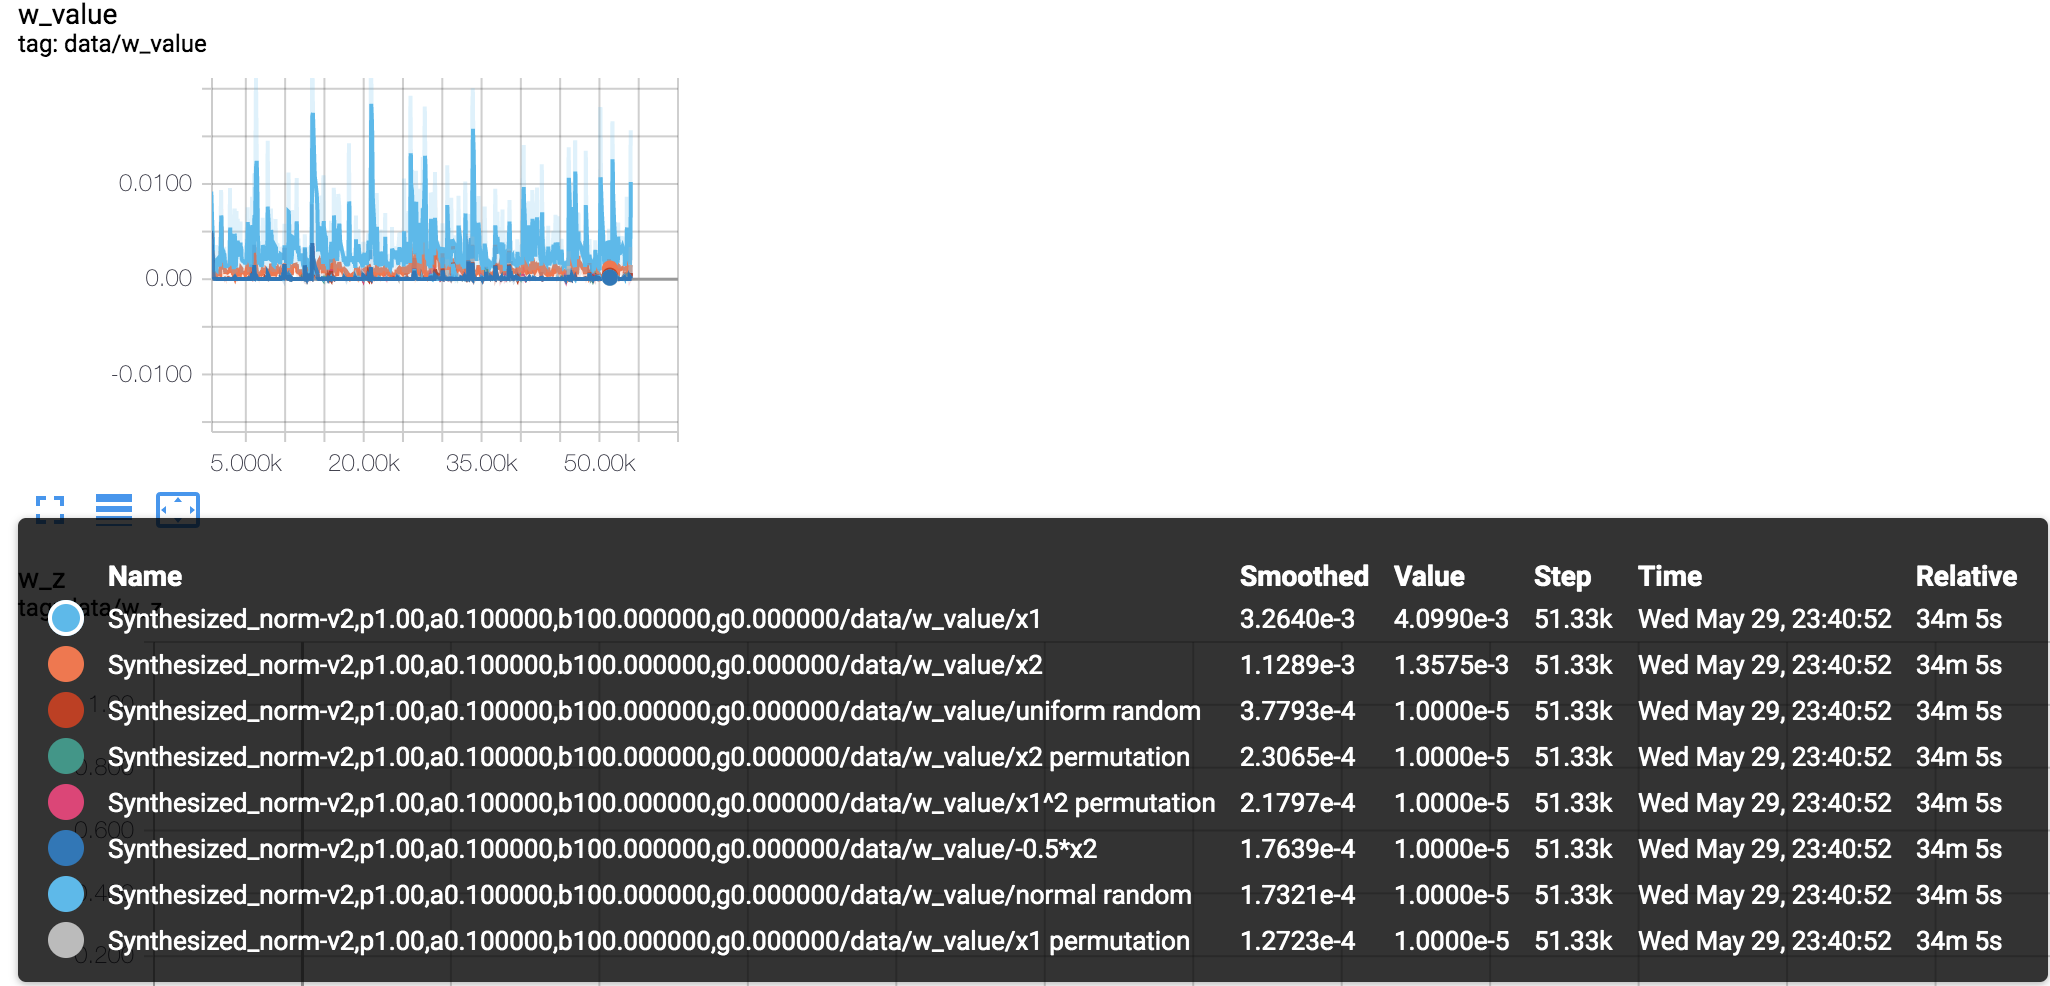 w_value
tag: data/w_value
0.0100
0.00
-0.0100
5.000k 20.00k 35.00k 50.00k
w_z
tag: data/w_z
Name Smoothed Value Step Time Relative
Synthesized_norm-v2,p1.00,a0.100000,b100.000000,g0.000000/data/w_value/x1 3.2640e-3 4.0990e-3 51.33k Wed May 29, 23:40:52 34m 5s
Synthesized_norm-v2,p1.00,a0.100000,b100.000000,g0.000000/data/w_value/x2 1.1289e-3 1.3575e-3 51.33k Wed May 29, 23:40:52 34m 5s
1.00
Synthesized_norm-v2,p1.00,a0.100000,b100.000000,g0.000000/data/w_value/uniform random 3.7793e-4 1.0000e-5 51.33k Wed May 29, 23:40:52 34m 5s
Synthesized_norm-v2,p1.00,a0.100000,b100.000000,g0.000000/data/w_value/x2 permutation 2.3065e-4 1.0000e-5 51.33k Wed May 29, 23:40:52 34m 5s
0.800
Synthesized_norm-v2,p1.00,a0.100000,b100.000000,g0.000000/data/w_value/x1^2 permutation 2.1797e-4 1.0000e-5 51.33k Wed May 29, 23:40:52 34m 5s
0.600
Synthesized_norm-v2,p1.00,a0.100000,b100.000000,g0.000000/data/w_value/-0.5*x2 1.7639e-4 1.0000e-5 51.33k Wed May 29, 23:40:52 34m 5s
Synthesized_norm-v2,p1.00,a0.100000,b100.000000,g0.000000/data/w_value/normal random 1.7321e-4 1.0000e-5 51.33k Wed May 29, 23:40:52 34m 5s
Synthesized_norm-v2,p1.00,a0.100000,b100.000000,g0.000000/data/w_value/x1 permutation 1.2723e-4 1.0000e-5 51.33k Wed May 29, 23:40:52 34m 5s
0.200